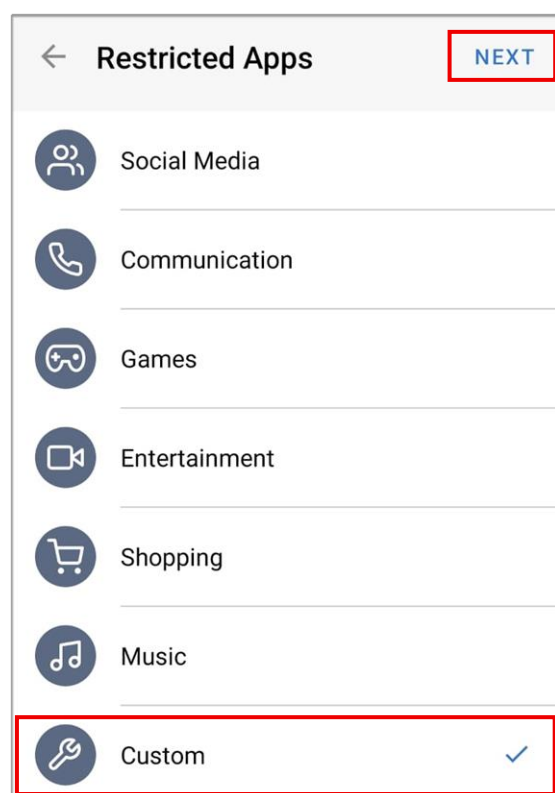 Restricted Apps NEXT
Social Media
Communication
Games
Entertainment
Shopping
Music
Custom